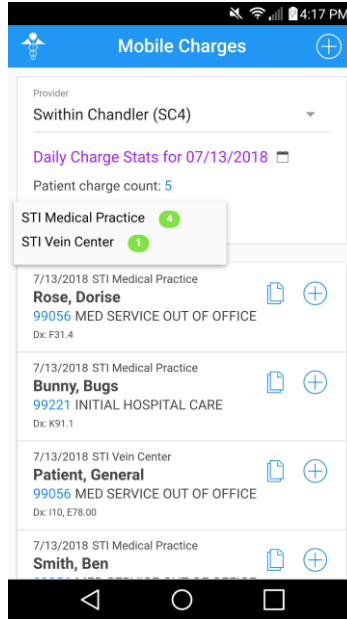 4:17 PM
Mobile Charges
Provider
Swithin Chandler (SC4)
Daily Charge Stats for 07/13/2018
Patient charge count: 5
STI Medical Practice 4
STI Vein Center 1
7/13/2018 STI Medical Practice
Rose, Dorise
99056 MED SERVICE OUT OF OFFICE
Dx: F31.4
7/13/2018 STI Medical Practice
Bunny, Bugs
99221 INITIAL HOSPITAL CARE
Dx: K91.1
7/13/2018 STI Vein Center
Patient, General
99056 MED SERVICE OUT OF OFFICE
Dx: I10, E78.00
7/13/2018 STI Medical Practice
Smith, Ben